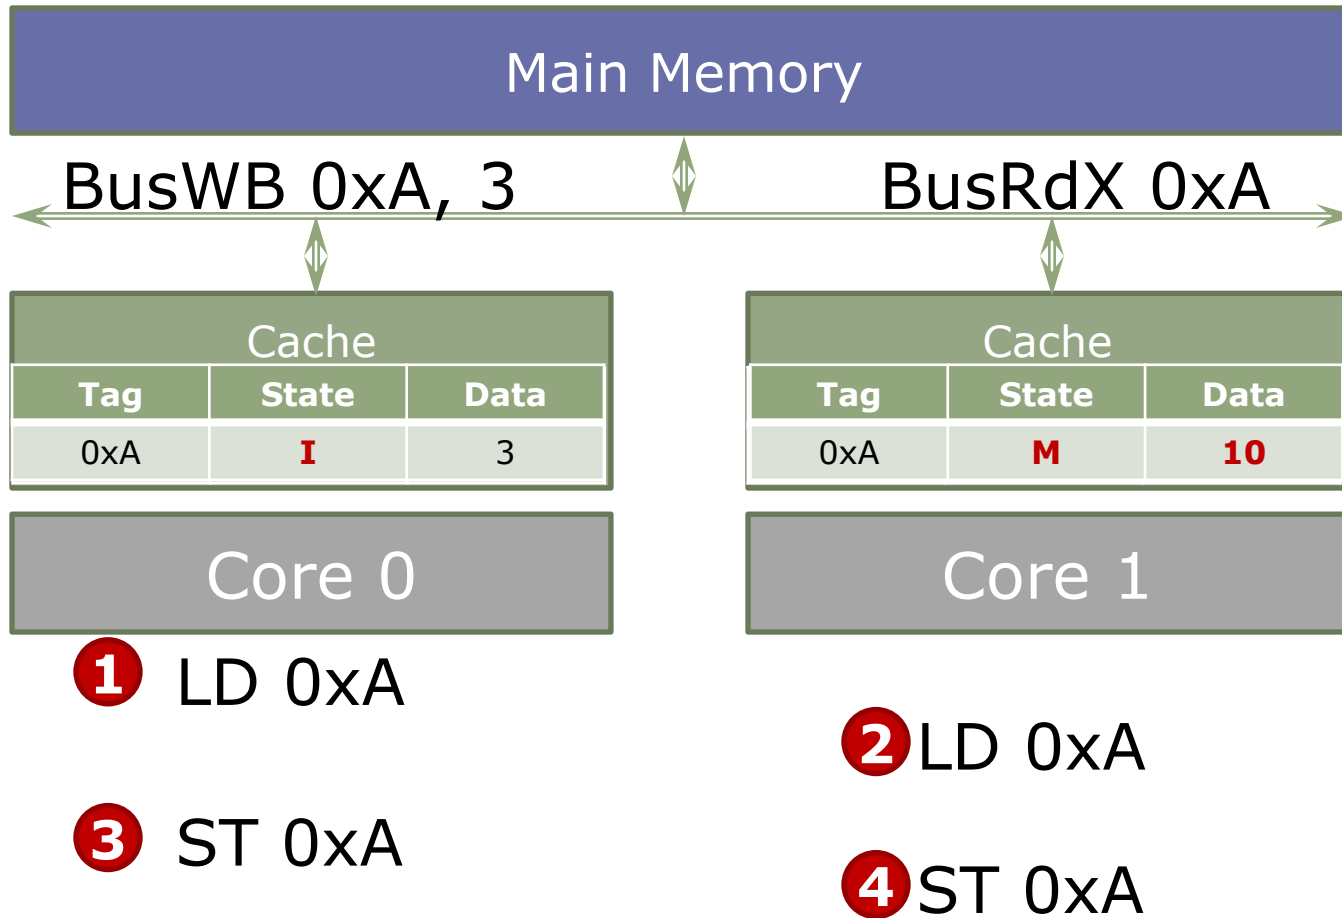 Main Memory
BusWB 0xA, 3
BusRdX 0xA
Cache
Tag State Data
0xA I 3
Cache
Tag State Data
0xA M 10
Core 0
Core 1
1 LD 0xA
2 LD 0xA
3 ST 0xA
4 ST 0xA